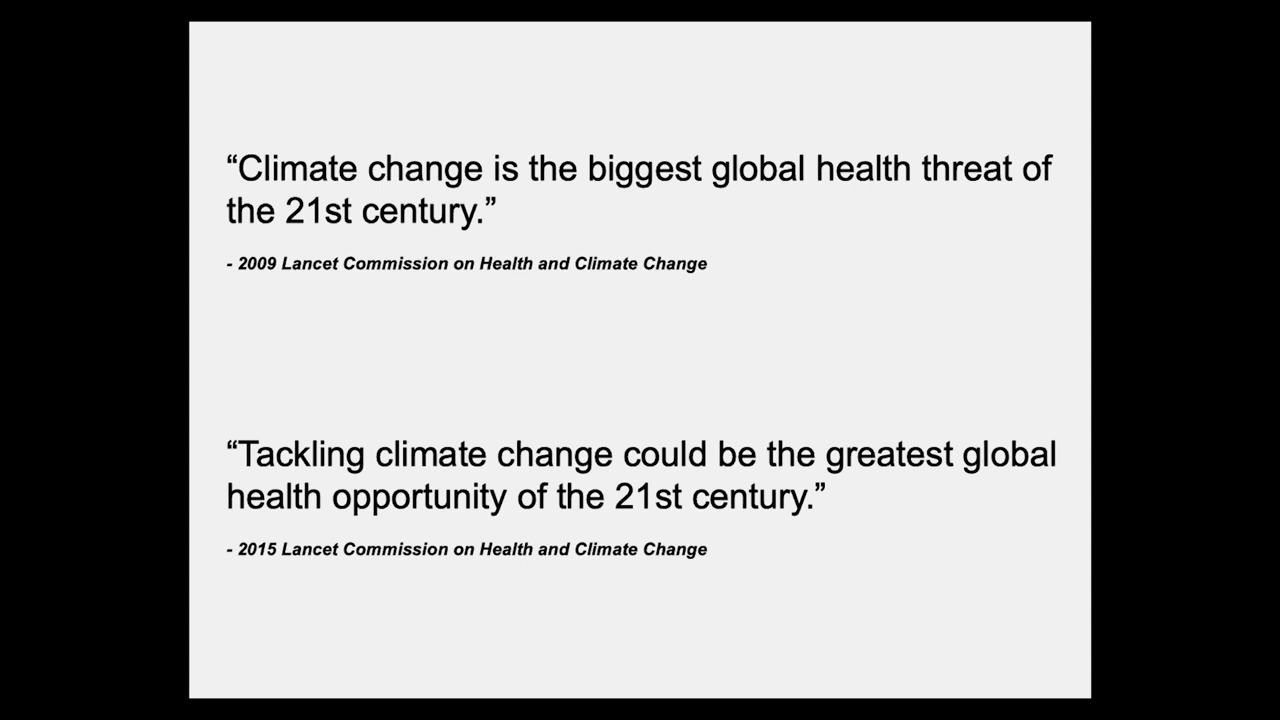 “Climate change is the biggest global health threat of
the 21st century.”
- 2009 Lancet Commission on Health and Climate Change
“Tackling climate change could be the greatest global
health opportunity of the 21st century.”
- 2015 Lancet Commission on Health and Climate Change